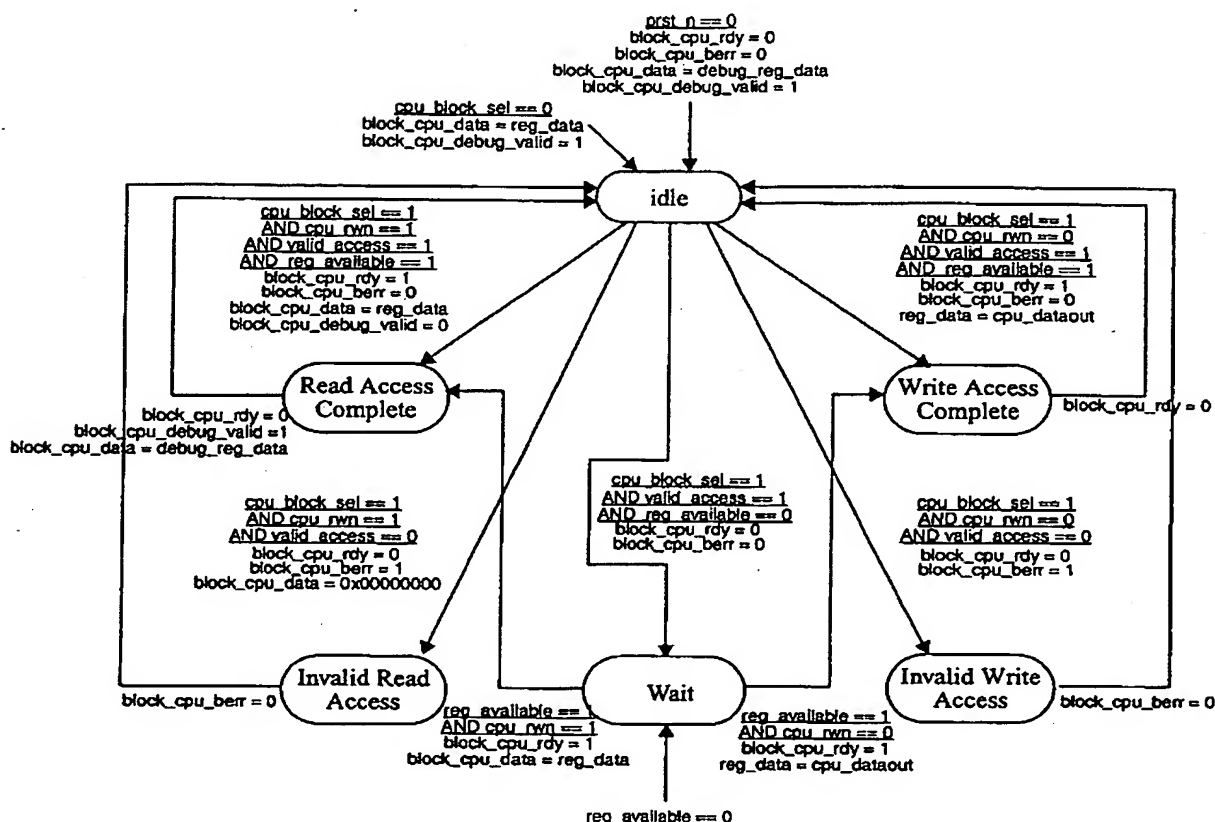 prst_n == 0
block_cpu_rdy = 0
block_cpu_berr = 0
block_cpu_data = debug_reg_data
block_cpu_debug_valid = 1
cpu_block_sel == 0
block_cpu_data = reg_data
block_cpu_debug_valid = 1
idle
cpu_block_sel == 1
AND cpu_rwn == 1
AND valid_access == 1
AND reg_available == 1
block_cpu_rdy = 1
block_cpu_berr = 0
block_cpu_data = reg_data
block_cpu_debug_valid = 0
cpu_block_sel == 1
AND cpu_rwn == 0
AND valid_access == 1
AND reg_available == 1
block_cpu_rdy = 1
block_cpu_berr = 0
reg_data = cpu_dataout
Read Access
Complete
Write Access
Complete
block_cpu_rdy = 0
block_cpu_debug_valid =1
block_cpu_data = debug_reg_data
block_cpu_rdy = 0
cpu_block_sel == 1
AND cpu_rwn == 1
AND valid_access == 0
block_cpu_rdy = 0
block_cpu_berr = 1
block_cpu_data = 0x00000000
cpu_block_sel == 1
AND valid_access == 1
AND reg_available == 0
block_cpu_rdy = 0
block_cpu_berr = 0
cpu_block_sel == 1
AND cpu_rwn == 0
AND valid_access == 0
block_cpu_rdy = 0
block_cpu_berr = 1
Invalid Read
Access
Wait
Invalid Write
Access
block_cpu_berr = 0
reg_available == 1
AND cpu_rwn == 1
block_cpu_rdy = 1
block_cpu_data = reg_data
reg_available == 1
AND cpu_rwn == 0
block_cpu_rdy = 1
reg_data = cpu_dataout
block_cpu_berr = 0
reg_available == 0